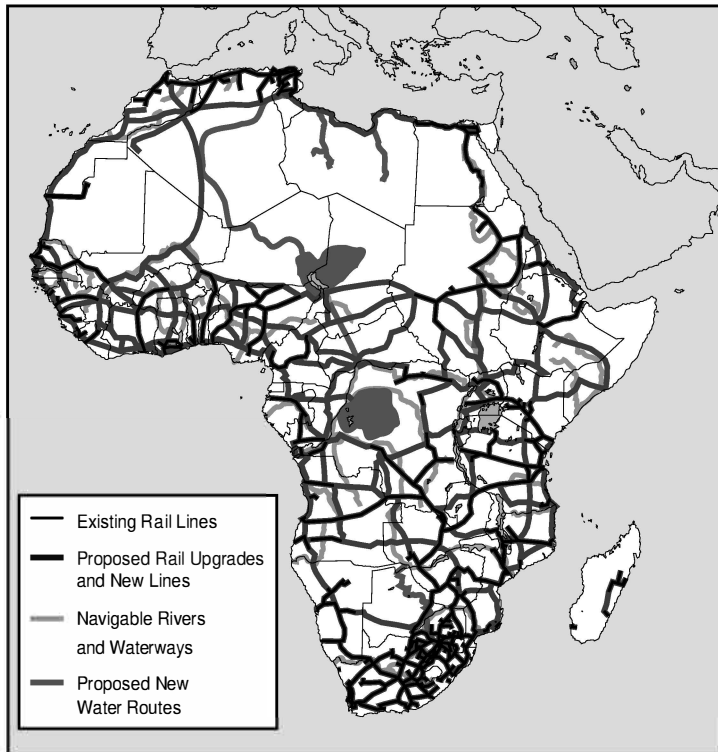 Existing Rail Lines
Proposed Rail Upgrades
and New Lines
Navigable Rivers
and Waterways
Proposed New
Water Routes